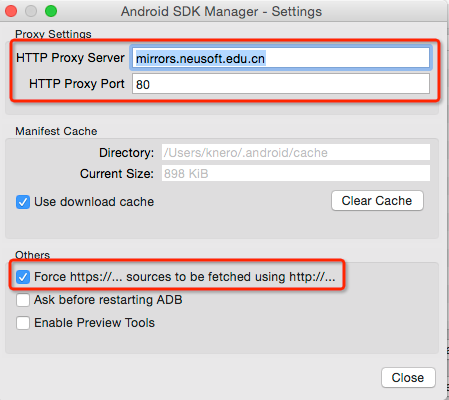 Android SDK Manager - Settings
Proxy Settings
HTTP Proxy Server mirrors.neusoft.edu.cn
HTTP Proxy Port 80
Manifest Cache
Directory: /Users/knero/.android/cache
Current Size: 898 KiB
Use download cache Clear Cache
Others
Force https://... sources to be fetched using http://...
Ask before restarting ADB
Enable Preview Tools
Close